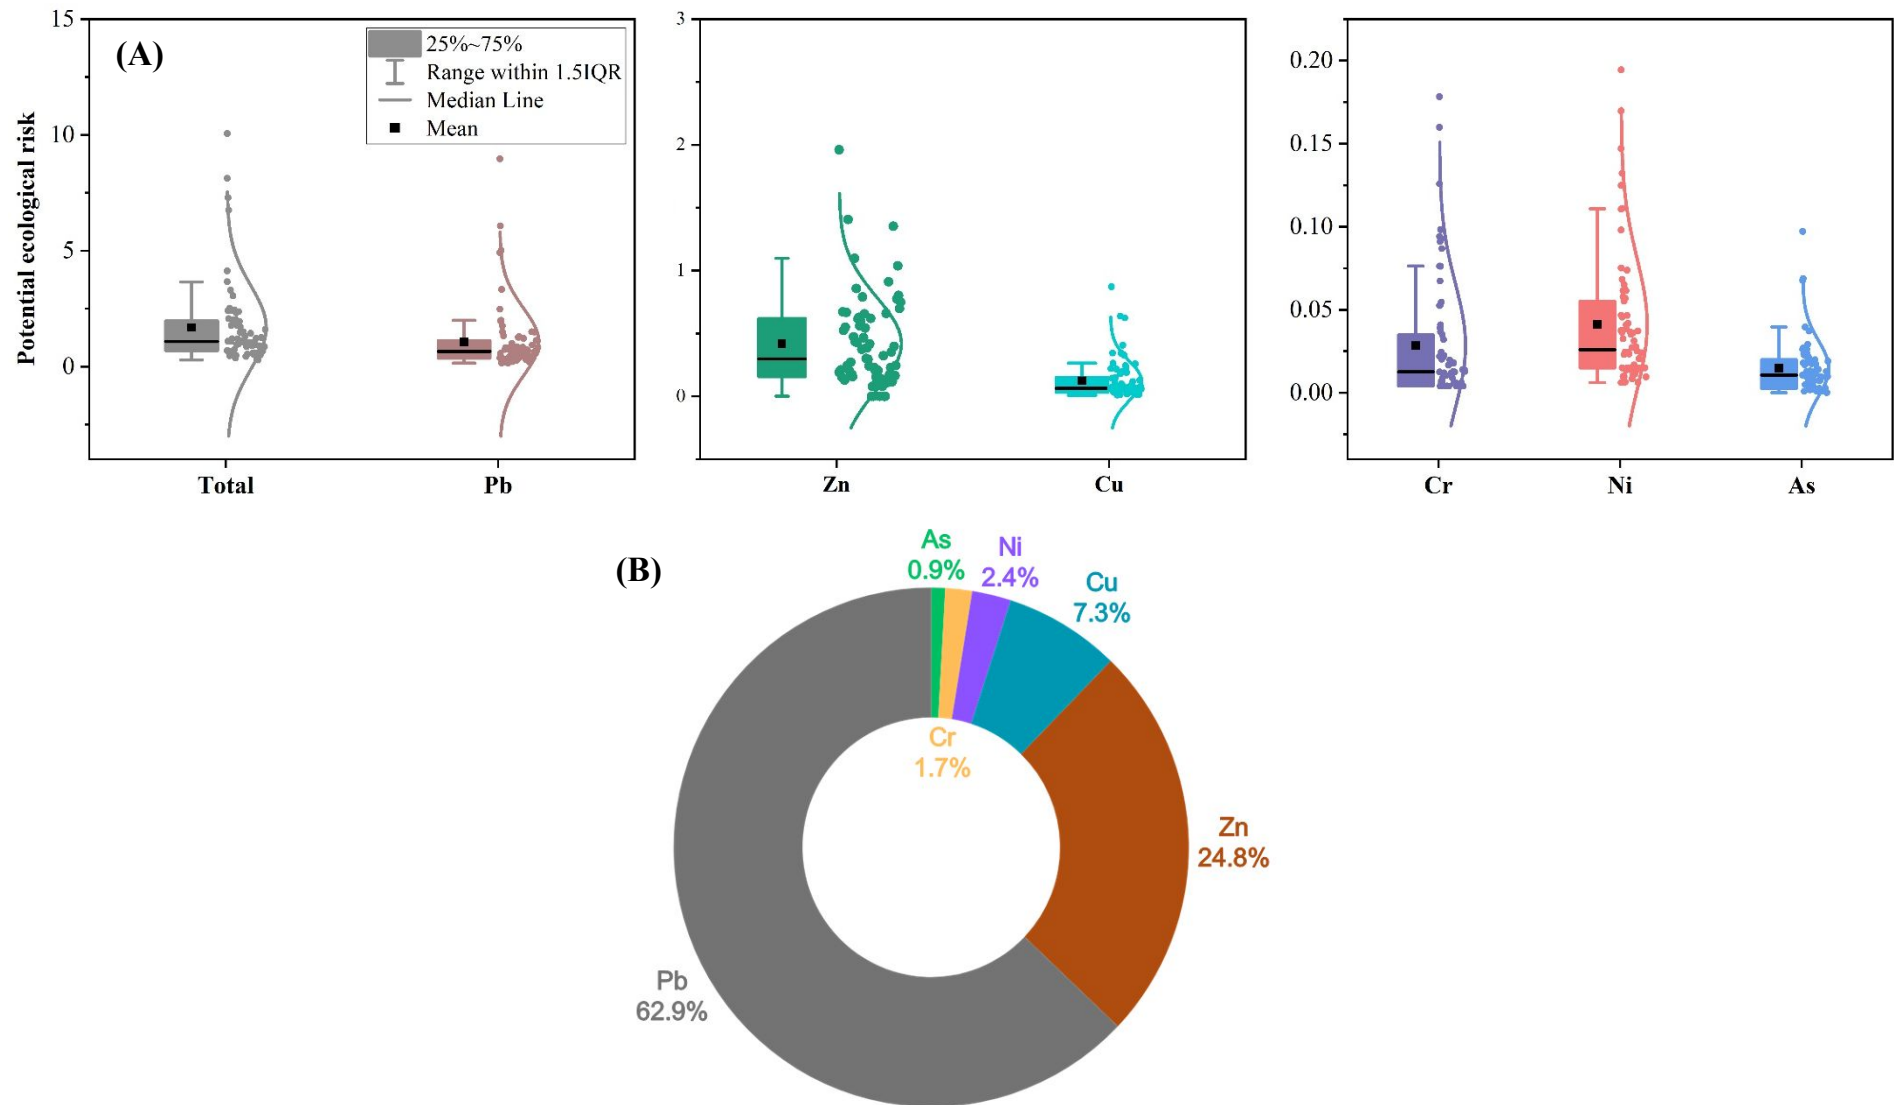 (A)
25%~75%
Range within 1.5IQR
Median Line
Mean
Potential ecological risk
15
10
5
0
Total
Pb
3
2
1
0
Zn
Cu
0.20
0.15
0.10
0.05
0.00
Cr
Ni
As
(B)
As
0.9%
Ni
2.4%
Cu
7.3%
Cr
1.7%
Zn
24.8%
Pb
62.9%